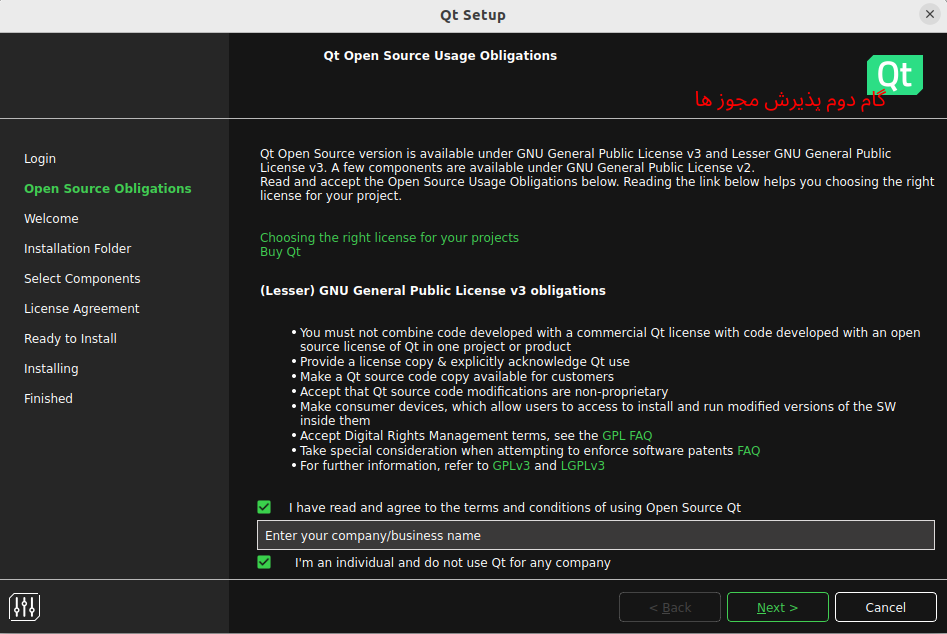 Qt Setup
Qt Open Source Usage Obligations
Qt
گام دوم پذیرش مجوز ها
Login
Open Source Obligations
Welcome
Installation Folder
Select Components
License Agreement
Ready to Install
Installing
Finished
Qt Open Source version is available under GNU General Public License v3 and Lesser GNU General Public
License v3. A few components are available under GNU General Public License v2.
Read and accept the Open Source Usage Obligations below. Reading the link below helps you choosing the right
license for your project.
Choosing the right license for your projects
Buy Qt
(Lesser) GNU General Public License v3 obligations
• You must not combine code developed with a commercial Qt license with code developed with an open
source license of Qt in one project or product
• Provide a license copy & explicitly acknowledge Qt use
• Make a Qt source code copy available for customers
• Accept that Qt source code modifications are non-proprietary
• Make consumer devices, which allow users to access to install and run modified versions of the SW
inside them
• Accept Digital Rights Management terms, see the GPL FAQ
• Take special consideration when attempting to enforce software patents FAQ
• For further information, refer to GPLv3 and LGPLv3
I have read and agree to the terms and conditions of using Open Source Qt
Enter your company/business name
I'm an individual and do not use Qt for any company
< Back
Next >
Cancel